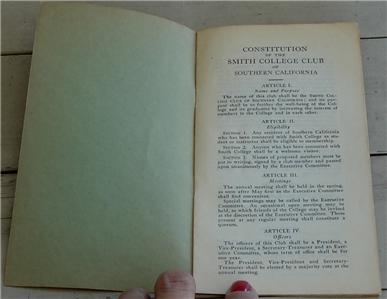 CONSTITUTION
OF THE
SMITH COLLEGE CLUB
OF
SOUTHERN CALIFORNIA
ARTICLE I.
Name and Purpose
The name of this club shall be the SMITH COL-
LEGE CLUB OF SOUTHERN CALIFORNIA; and its pur-
pose shall be to further the well-being of the Col-
lege and its graduates by increasing the interest of
members in the College and in each other.
ARTICLE II.
Eligibility
SECTION 1. Any resident of Southern California
who has been connected with Smith College as stu-
dent or instructor shall be eligible to membership.
SECTION 2. Anyone who has been connected with
Smith College shall be a welcome visitor.
SECTION 3. Names of proposed members must be
put in writing, signed by a club member and passed
upon unanimously by the Executive Committee.
ARTICLE III.
Meetings
The annual meeting shall be held in the spring,
as soon after May first as the Executive Committee
shall find convenient.
Special meetings may be called by the Executive
Committee. An occasional open meeting may be
held, at which friends of the College may be invited
at the discretion of the Executive Committee. Those
present at any regular meeting shall constitute a
quorum.
ARTICLE IV.
Officers
The officers of this Club shall be a President, a
Vice-President, a Secretary-Treasurer and an Exec-
utive Committee, whose term of office shall be for
one year.
The President, Vice-President and Secretary-
Treasurer shall be elected by a majority vote at the
annual meeting.